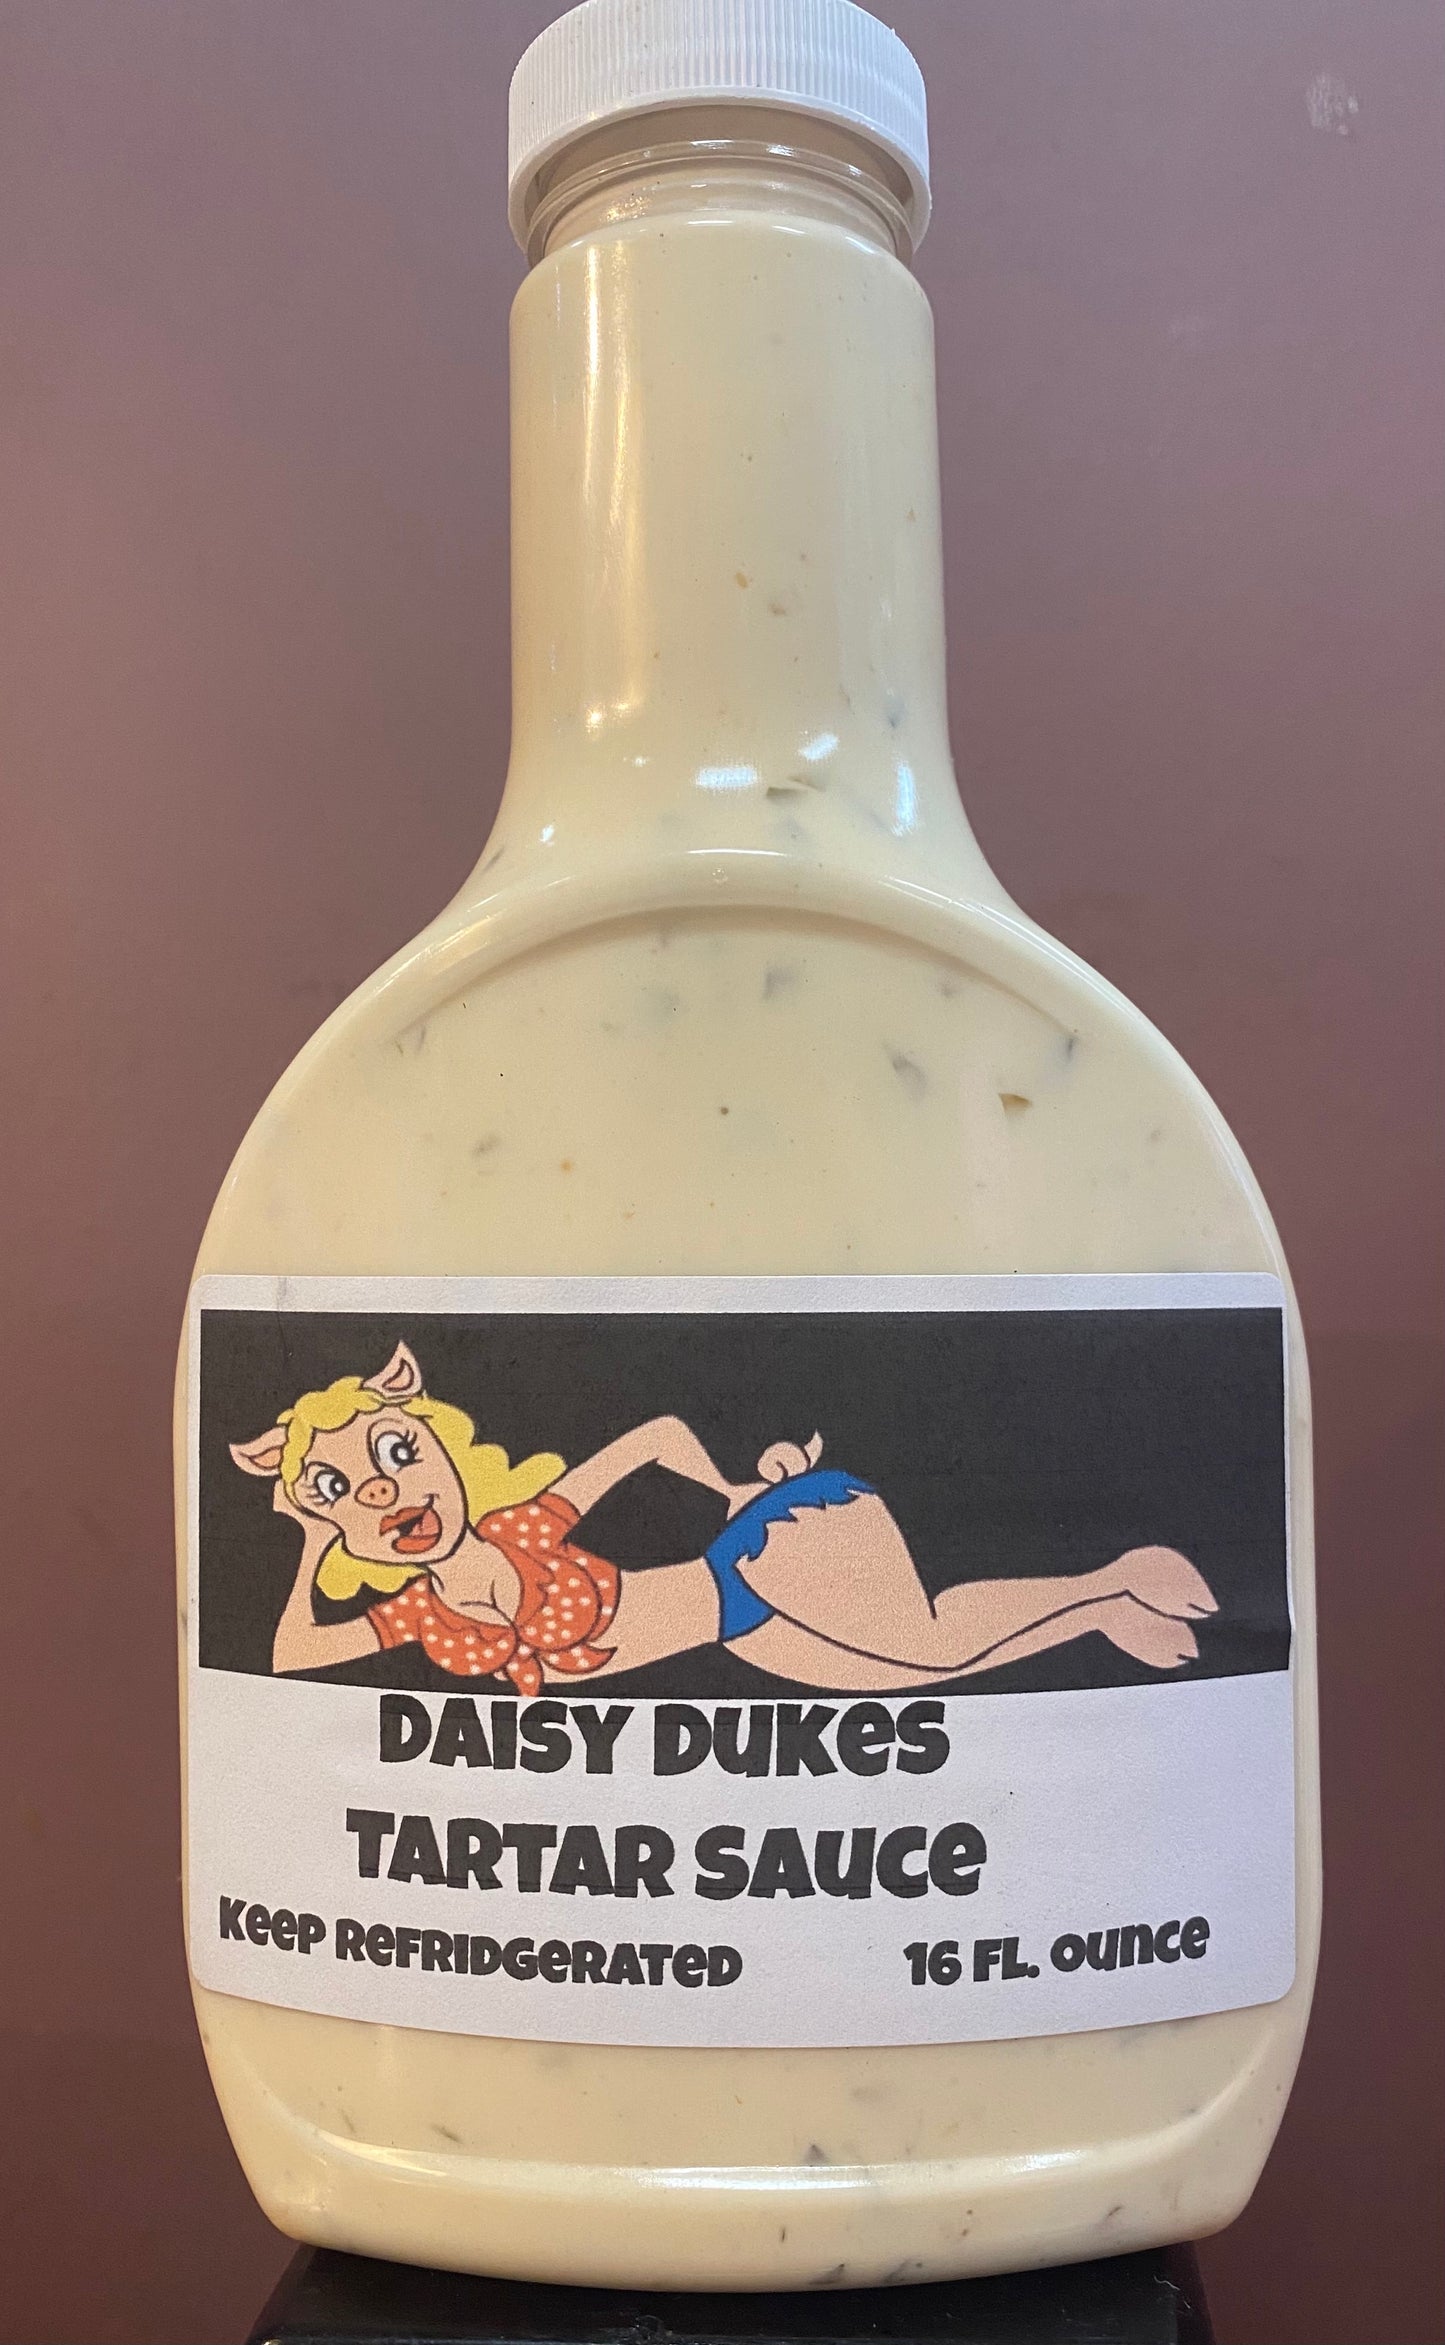 DAISY DUKES
TARTAR SAUCE
KEEP REFRIDGERATED
16 FL. OUNCE